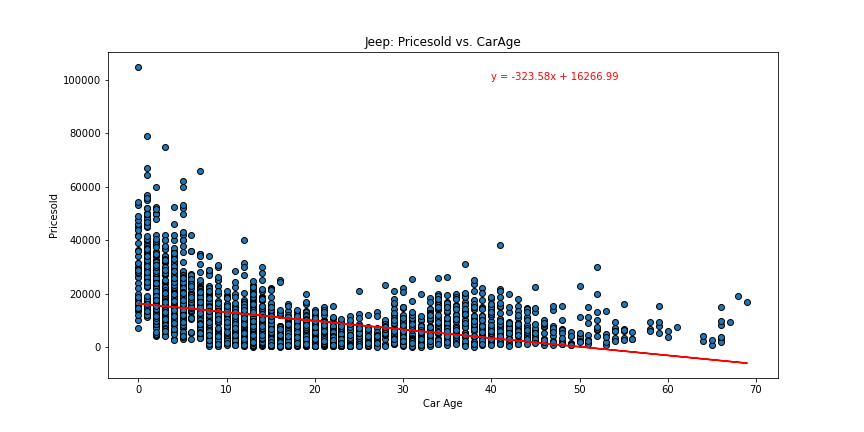 Jeep: Pricesold vs. CarAge
y = -323.58x + 16266.99
100000
80000
60000
40000
20000
0
Pricesold
0 10 20 30 40 50 60 70
Car Age